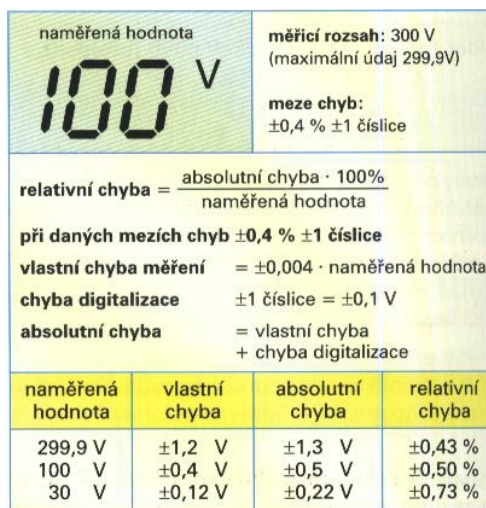 naměřená hodnota
100 V
měřicí rozsah: 300 V
(maximální údaj 299,9V)
meze chyb:
±0,4 % ±1 číslice
relativní chyba = absolutní chyba · 100% / naměřená hodnota
při daných mezích chyb ±0,4 % ±1 číslice
vlastní chyba měření = ±0,004 · naměřená hodnota
chyba digitalizace ±1 číslice = ±0,1 V
absolutní chyba = vlastní chyba
+ chyba digitalizace
naměřená hodnota | vlastní chyba | absolutní chyba | relativní chyba
299,9 V ±1,2 V ±1,3 V ±0,43 %
100 V ±0,4 V ±0,5 V ±0,50 %
30 V ±0,12 V ±0,22 V ±0,73 %